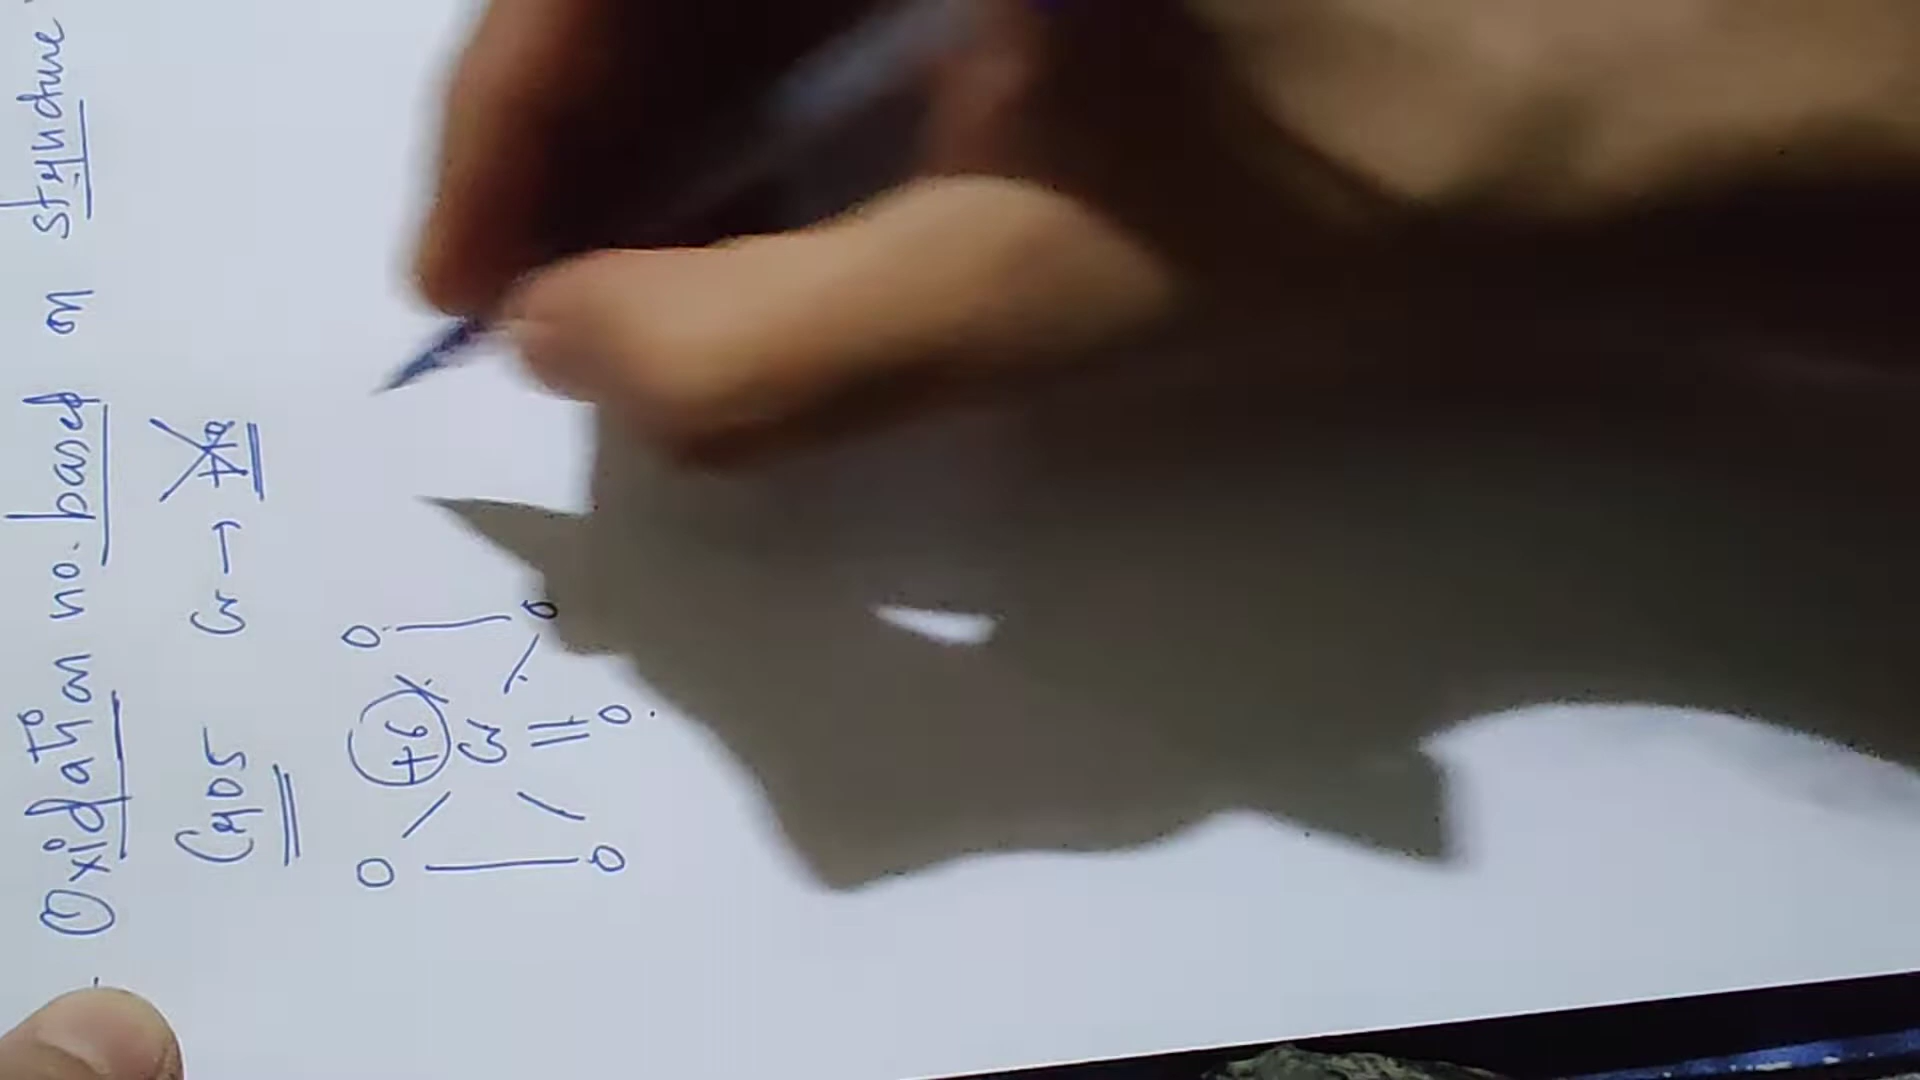 Oxidation no. based on structure
CrO5 Cr → +10
O O
+6
Cr = O
O O